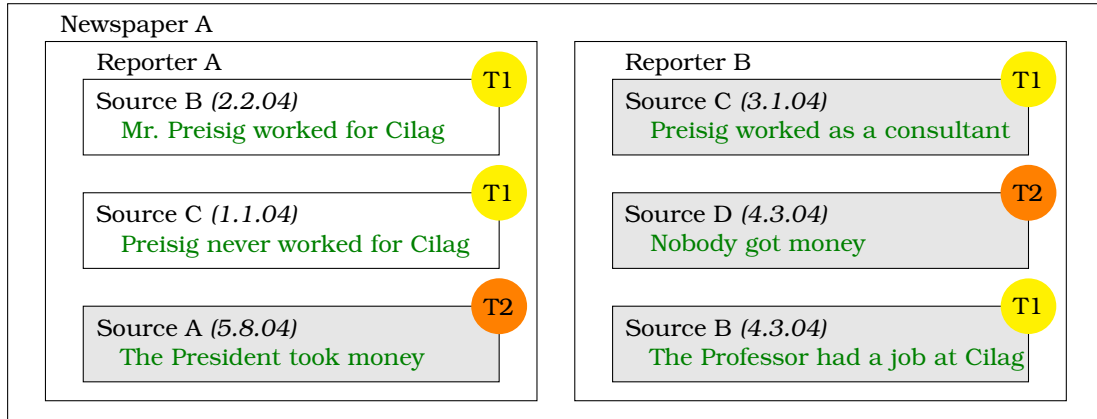 Newspaper A
Reporter A
T1
Source B (2.2.04)
Mr. Preisig worked for Cilag
T1
Source C (1.1.04)
Preisig never worked for Cilag
T2
Source A (5.8.04)
The President took money
Reporter B
T1
Source C (3.1.04)
Preisig worked as a consultant
T2
Source D (4.3.04)
Nobody got money
T1
Source B (4.3.04)
The Professor had a job at Cilag